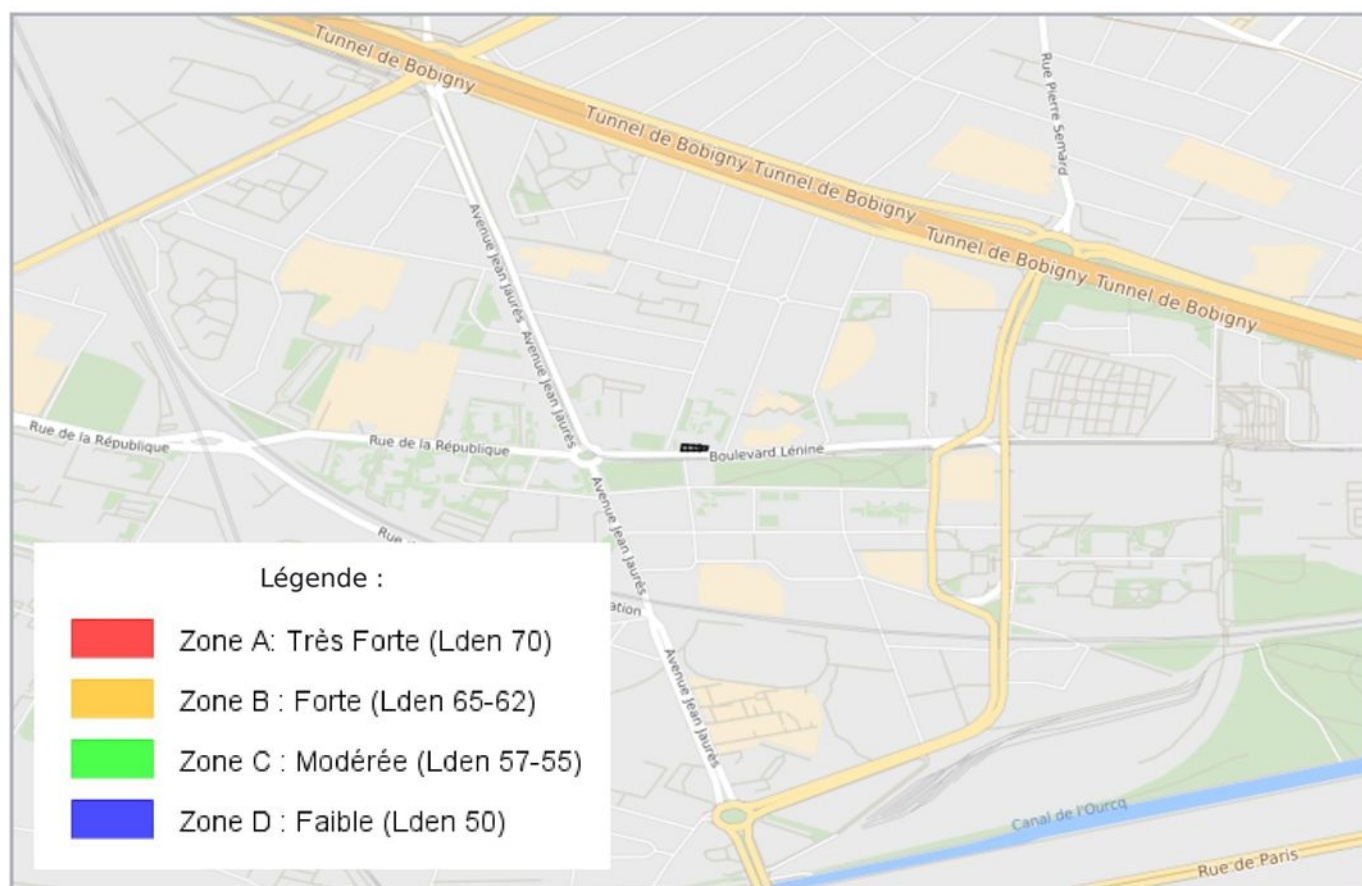 Tunnel de Bobigny
Tunnel de Bobigny
Tunnel de Bobigny
Tunnel de Bobigny
Tunnel de Bobigny
Rue Pierre Semard
Avenue Jean Jaurès
Avenue Jean Jaurès
Rue de la République
Rue de la République
Boulevard Lénine
Avenue Jean Jaurès
Avenue Jean Jaurès
Canal de l'Ourcq
Rue de Paris
Légende :
Zone A: Très Forte (Lden 70)
Zone B : Forte (Lden 65-62)
Zone C : Modérée (Lden 57-55)
Zone D : Faible (Lden 50)